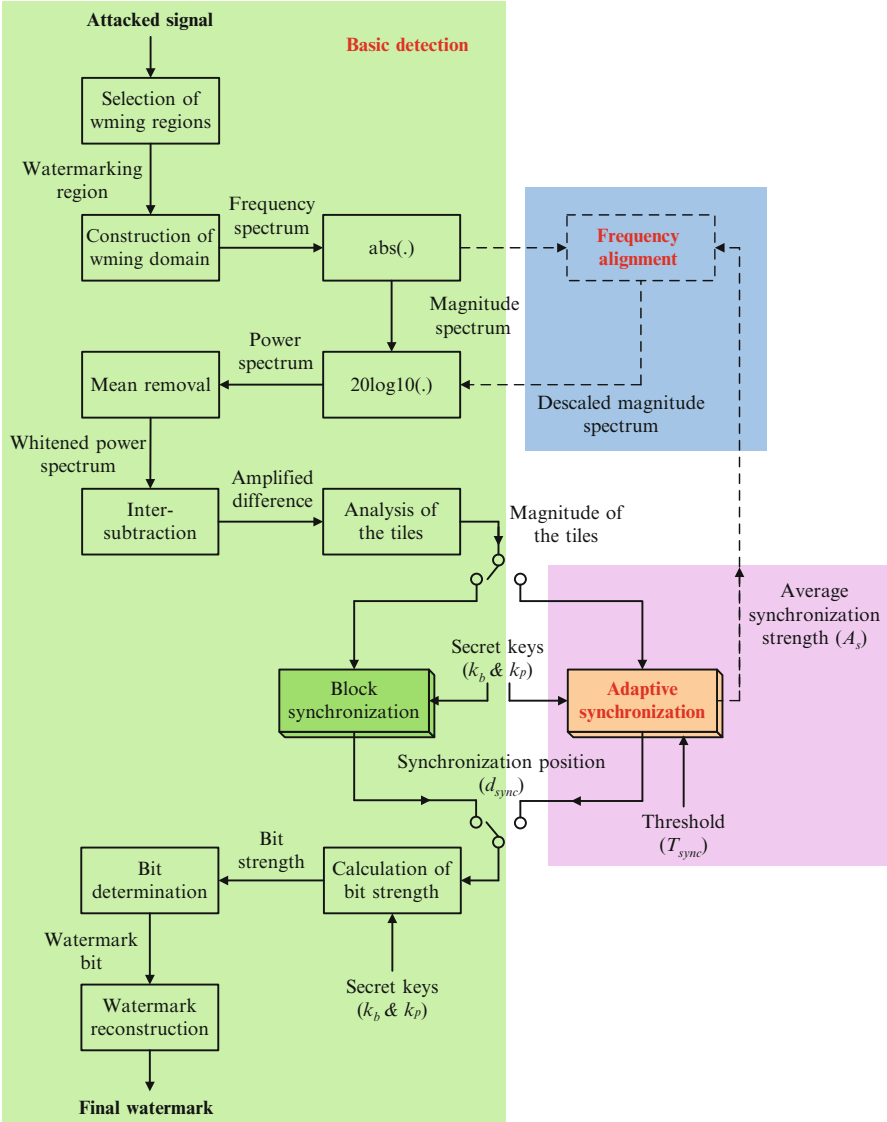 Attacked signal
Basic detection
Selection of
wming regions
Watermarking
region
Construction of
wming domain
Frequency
spectrum
abs(.)
Frequency
alignment
Magnitude
spectrum
Power
spectrum
Mean removal
20log10(.)
Descaled magnitude
spectrum
Whitened power
spectrum
Inter-
subtraction
Amplified
difference
Analysis of
the tiles
Magnitude of
the tiles
Average
synchronization
strength (As)
Secret keys
(kb & kp)
Block
synchronization
Adaptive
synchronization
Synchronization position
(dsync)
Threshold
(Tsync)
Bit
strength
Bit
determination
Calculation of
bit strength
Watermark
bit
Secret keys
(kb & kp)
Watermark
reconstruction
Final watermark